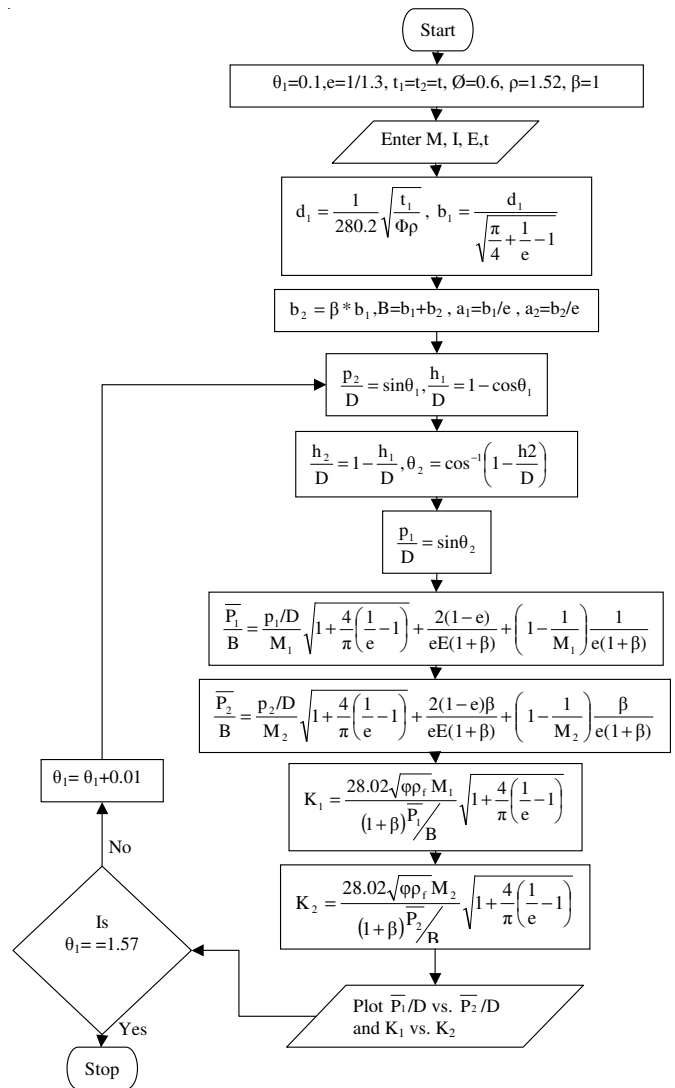 Start
θ₁=0.1,e=1/1.3, t₁=t₂=t, Ø=0.6, ρ=1.52, β=1
Enter M, I, E,t
d₁ = 1/280.2 √(t₁/Φρ) , b₁ = d₁/√(π/4 + 1/e − 1)
b₂ = β * b₁ ,B=b₁+b₂ , a₁=b₁/e , a₂=b₂/e
p₂/D = sinθ₁, h₁/D = 1 − cosθ₁
h₂/D = 1 − h₁/D , θ₂ = cos⁻¹(1 − h2/D)
p₁/D = sinθ₂
P̅₁/B = (p₁/D)/M₁ √(1 + 4/π (1/e − 1)) + 2(1 − e)/eE(1 + β) + (1 − 1/M₁) 1/e(1 + β)
P̅₂/B = (p₂/D)/M₂ √(1 + 4/π (1/e − 1)) + 2(1 − e)β/eE(1 + β) + (1 − 1/M₂) β/e(1 + β)
K₁ = 28.02√(φρ_f) M₁/((1 + β) P̅₁/B) √(1 + 4/π (1/e − 1))
K₂ = 28.02√(φρ_f) M₂/((1 + β) P̅₂/B) √(1 + 4/π (1/e − 1))
Plot P̅₁/D vs. P̅₂/D
and K₁ vs. K₂
Is
θ₁= =1.57
No
θ₁= θ₁+0.01
Yes
Stop